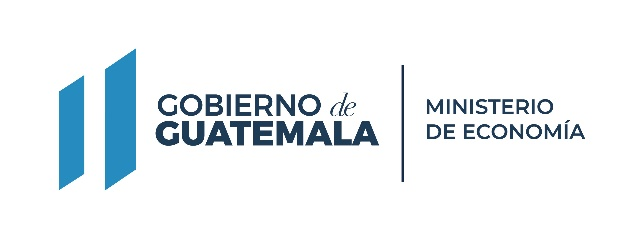 GOBIERNO de
GUATEMALA
MINISTERIO
DE ECONOMÍA